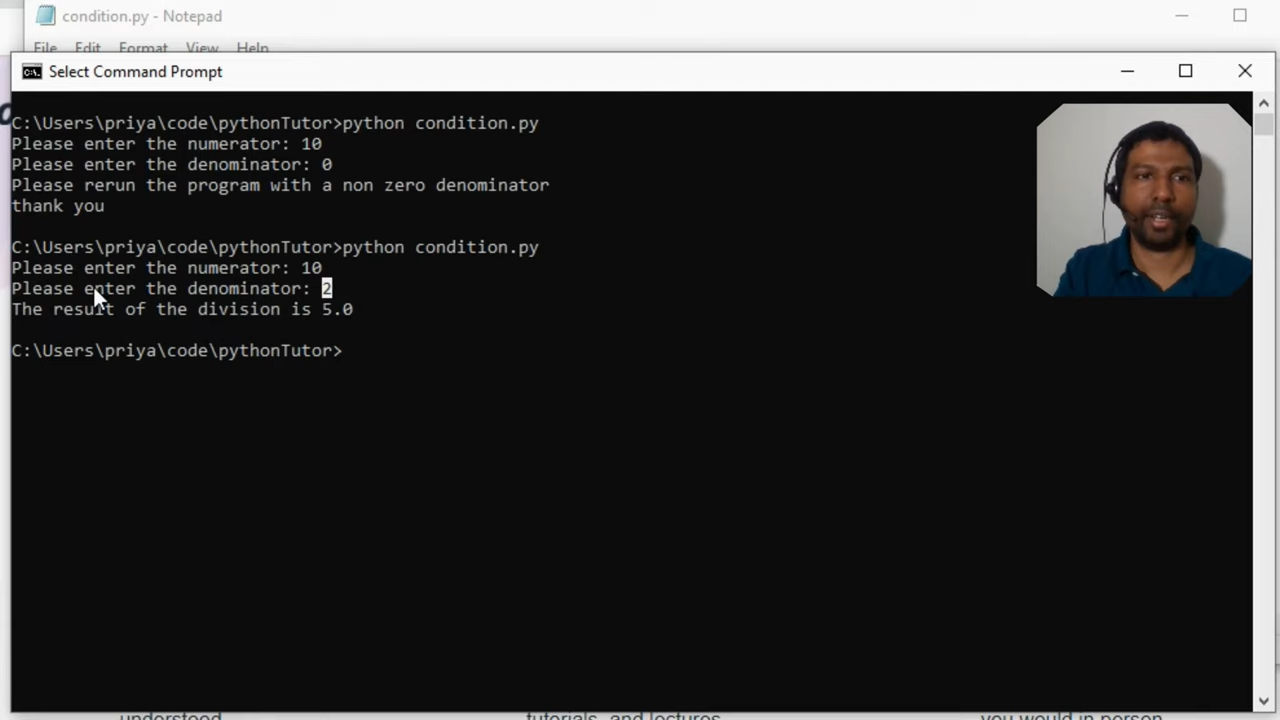 condition.py - Notepad
File Edit Format View Help
Select Command Prompt
C:\Users\priya\code\pythonTutor>python condition.py
Please enter the numerator: 10
Please enter the denominator: 0
Please rerun the program with a non zero denominator
thank you
C:\Users\priya\code\pythonTutor>python condition.py
Please enter the numerator: 10
Please enter the denominator: 2
The result of the division is 5.0
C:\Users\priya\code\pythonTutor>
understood tutorials, and lectures you would in person